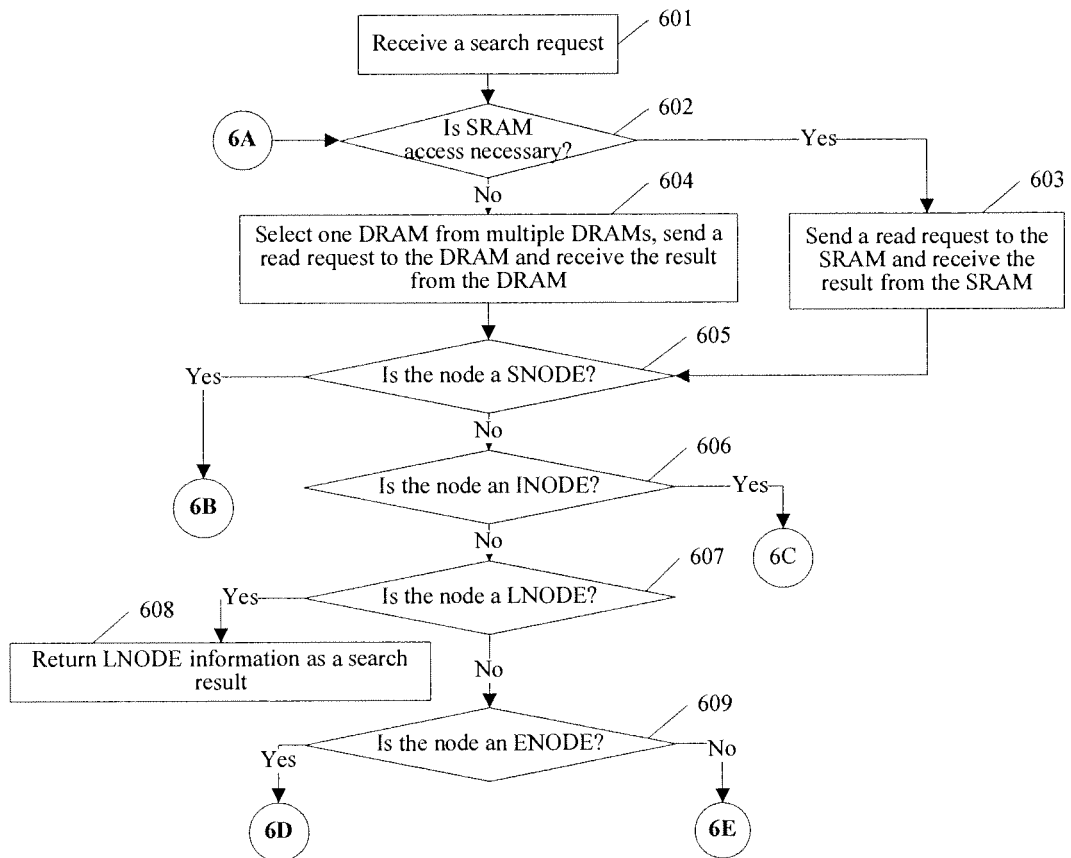 601
Receive a search request
602
6A
Is SRAM
access necessary?
Yes
No
604
603
Select one DRAM from multiple DRAMs, send a
read request to the DRAM and receive the result
from the DRAM
Send a read request to the
SRAM and receive the
result from the SRAM
605
Yes
Is the node a SNODE?
No
606
6B
Is the node an INODE?
Yes
No
6C
607
Yes
Is the node a LNODE?
608
Return LNODE information as a search
result
No
609
Is the node an ENODE?
Yes
No
6D
6E